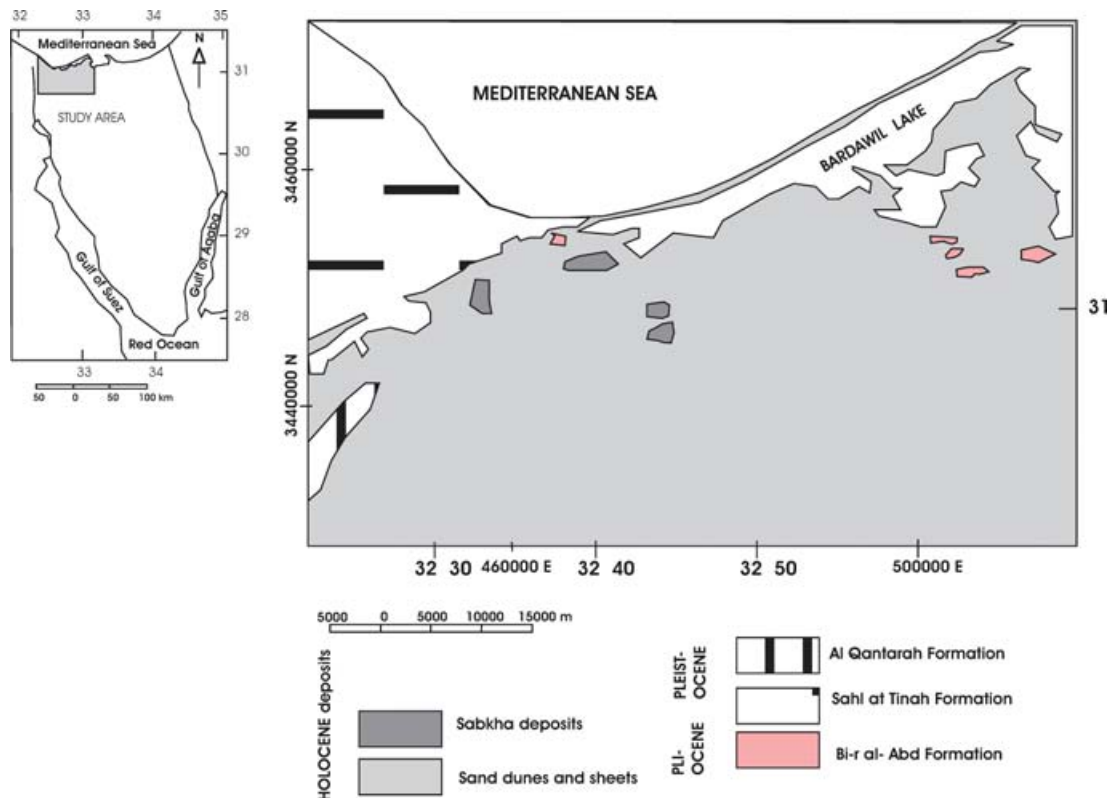 32 33 35
Mediterranean Sea
N
31
STUDY AREA
30
29
28
Gulf of Suez
Gulf of Aqaba
Red Ocean
33 34
50 0 50 100 km
MEDITERRANEAN SEA
BARDAWIL LAKE
3460000 N
3440000 N
31
32 30 460000 E 32 40 32 50 500000 E
5000 0 5000 10000 15000 m
HOLOCENE deposits
Sabkha deposits
Sand dunes and sheets
PLEIST-
OCENE
Al Qantarah Formation
Sahl at Tinah Formation
PLI-
OCENE
Bi-r al- Abd Formation